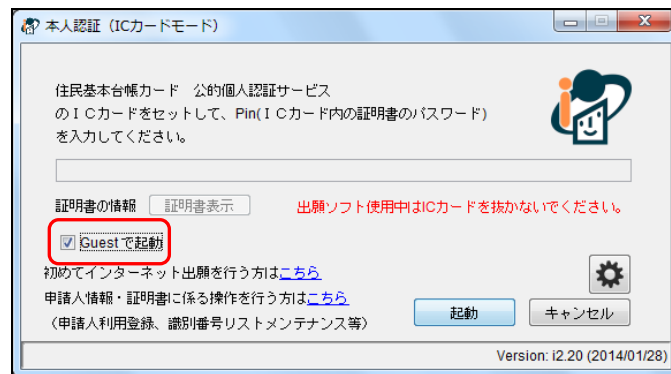 本人認証（ICカードモード）
住民基本台帳カード　公的個人認証サービス
のＩＣカードをセットして、Pin(ＩＣカード内の証明書のパスワード)
を入力してください。
証明書の情報　証明書表示　出願ソフト使用中はICカードを抜かないでください。
Guestで起動
初めてインターネット出願を行う方はこちら
申請人情報・証明書に係る操作を行う方はこちら
（申請人利用登録、識別番号リストメンテナンス等）
起動　キャンセル
Version: i2.20 (2014/01/28)